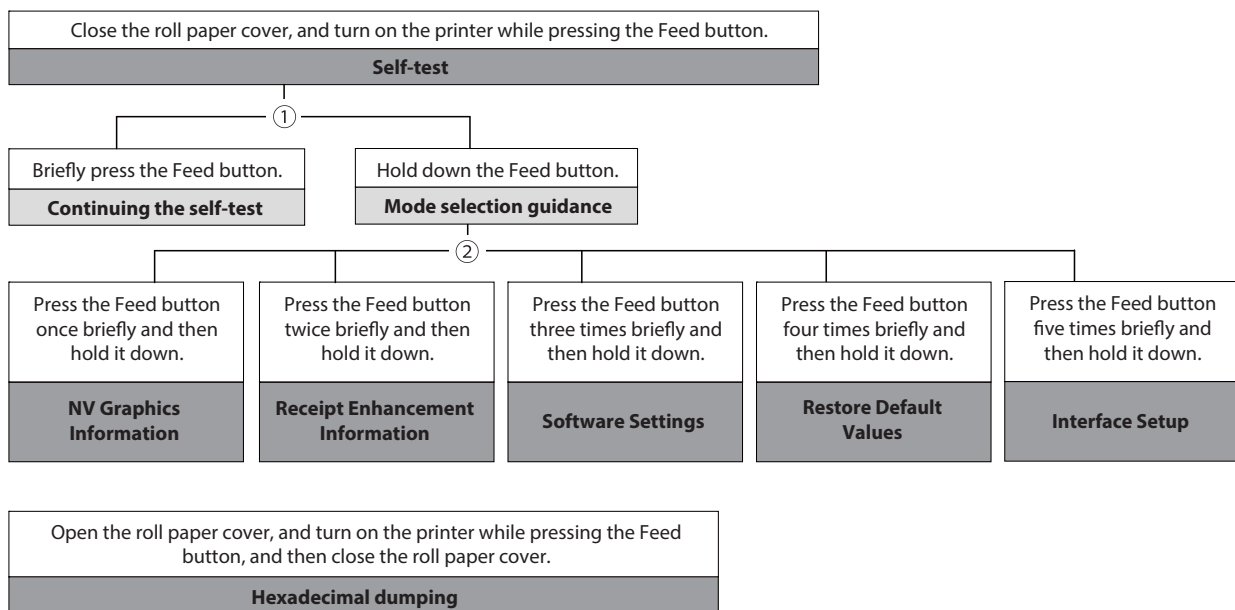 Close the roll paper cover, and turn on the printer while pressing the Feed button.
Self-test
①
Briefly press the Feed button.
Continuing the self-test
Hold down the Feed button.
Mode selection guidance
②
Press the Feed button
once briefly and then
hold it down.
NV Graphics
Information
Press the Feed button
twice briefly and then
hold it down.
Receipt Enhancement
Information
Press the Feed button
three times briefly and
then hold it down.
Software Settings
Press the Feed button
four times briefly and
then hold it down.
Restore Default
Values
Press the Feed button
five times briefly and
then hold it down.
Interface Setup
Open the roll paper cover, and turn on the printer while pressing the Feed
button, and then close the roll paper cover.
Hexadecimal dumping